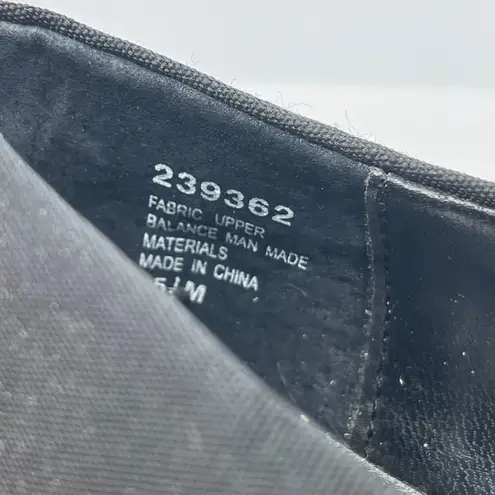 239362
FABRIC UPPER
BALANCE MAN MADE
MATERIALS
MADE IN CHINA
M